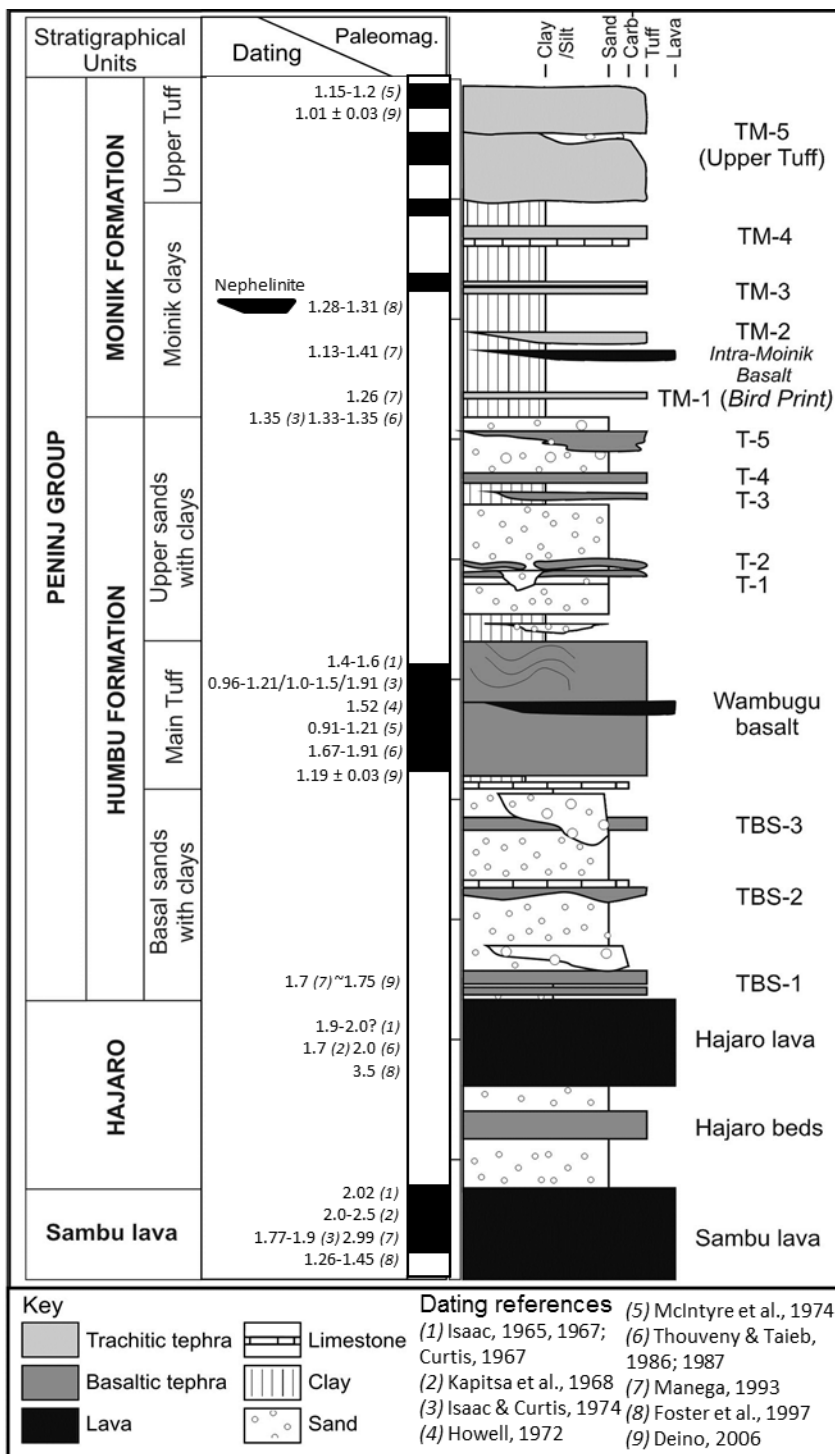 Stratigraphical
Units
Dating
Paleomag.
Clay
/Silt
Sand
Carb-
Tuff
Lava
PENINJ GROUP
MOINIK FORMATION
Upper Tuff
Moinik clays
HUMBU FORMATION
Upper sands
with clays
Main Tuff
Basal sands
with clays
HAJARO
Sambu lava
1.15-1.2 (5)
1.01 ± 0.03 (9)
Nephelinite
1.28-1.31 (8)
1.13-1.41 (7)
1.26 (7)
1.35 (3) 1.33-1.35 (6)
1.4-1.6 (1)
0.96-1.21/1.0-1.5/1.91 (3)
1.52 (4)
0.91-1.21 (5)
1.67-1.91 (6)
1.19 ± 0.03 (9)
1.7 (7) ~1.75 (9)
1.9-2.0? (1)
1.7 (2) 2.0 (6)
3.5 (8)
2.02 (1)
2.0-2.5 (2)
1.77-1.9 (3) 2.99 (7)
1.26-1.45 (8)
TM-5
(Upper Tuff)
TM-4
TM-3
TM-2
Intra-Moinik
Basalt
TM-1 (Bird Print)
T-5
T-4
T-3
T-2
T-1
Wambugu
basalt
TBS-3
TBS-2
TBS-1
Hajaro lava
Hajaro beds
Sambu lava
Key
Trachitic tephra
Basaltic tephra
Lava
Limestone
Clay
Sand
Dating references
(1) Isaac, 1965, 1967;
Curtis, 1967
(2) Kapitsa et al., 1968
(3) Isaac & Curtis, 1974
(4) Howell, 1972
(5) McIntyre et al., 1974
(6) Thouveny & Taieb,
1986; 1987
(7) Manega, 1993
(8) Foster et al., 1997
(9) Deino, 2006